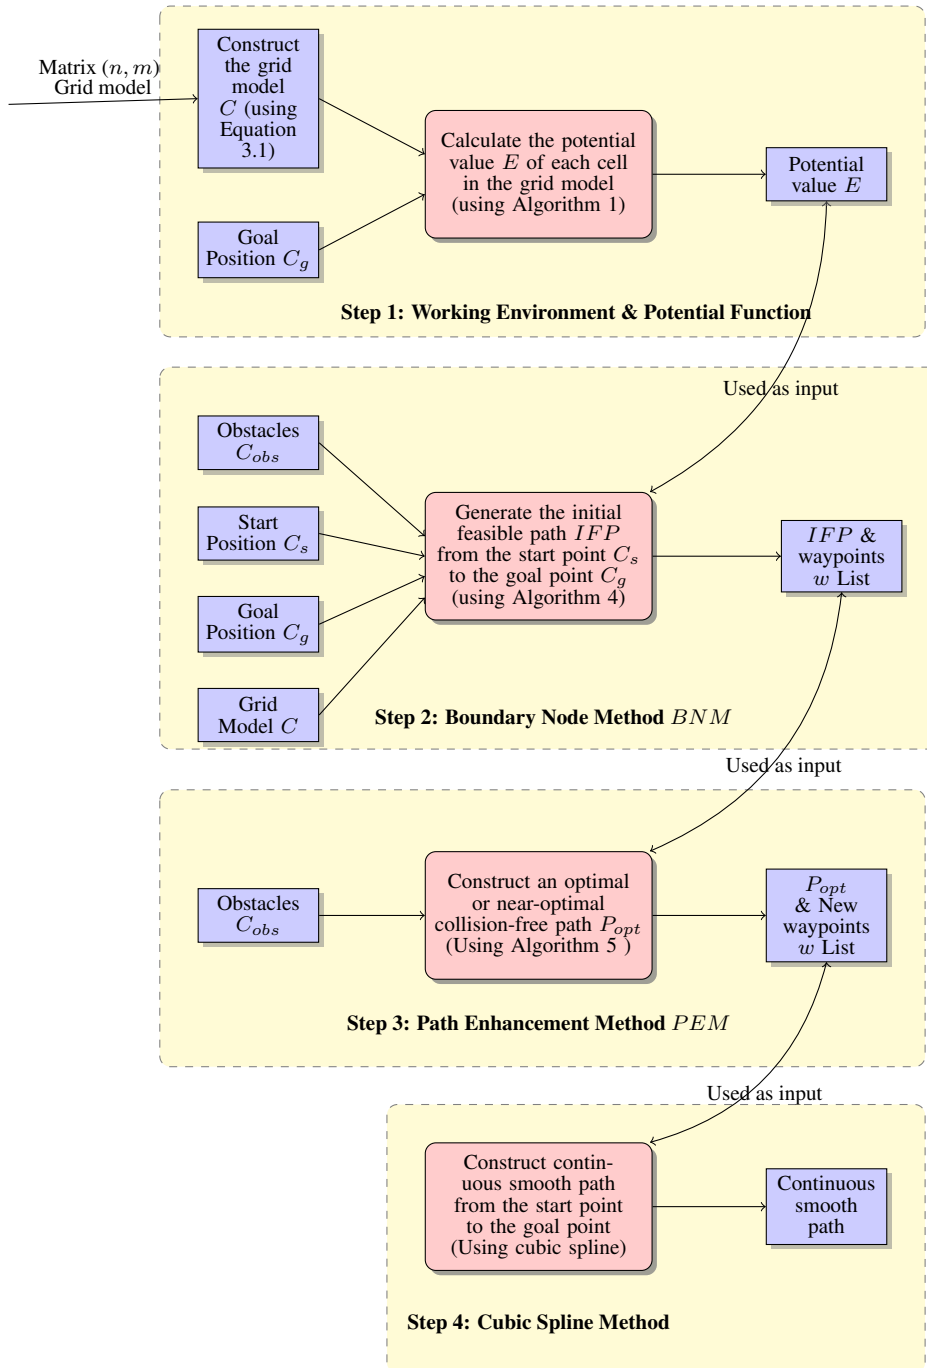 Matrix (n, m)
Grid model
Construct
the grid
model
C (using
Equation
3.1)
Goal
Position C_g
Calculate the potential
value E of each cell
in the grid model
(using Algorithm 1)
Potential
value E
Step 1: Working Environment & Potential Function
Used as input
Obstacles
C_obs
Start
Position C_s
Goal
Position C_g
Grid
Model C
Generate the initial
feasible path IFP
from the start point C_s
to the goal point C_g
(using Algorithm 4)
IFP &
waypoints
w List
Step 2: Boundary Node Method BNM
Used as input
Obstacles
C_obs
Construct an optimal
or near-optimal
collision-free path P_opt
(Using Algorithm 5 )
P_opt
& New
waypoints
w List
Step 3: Path Enhancement Method PEM
Used as input
Construct contin-
uous smooth path
from the start point
to the goal point
(Using cubic spline)
Continuous
smooth
path
Step 4: Cubic Spline Method